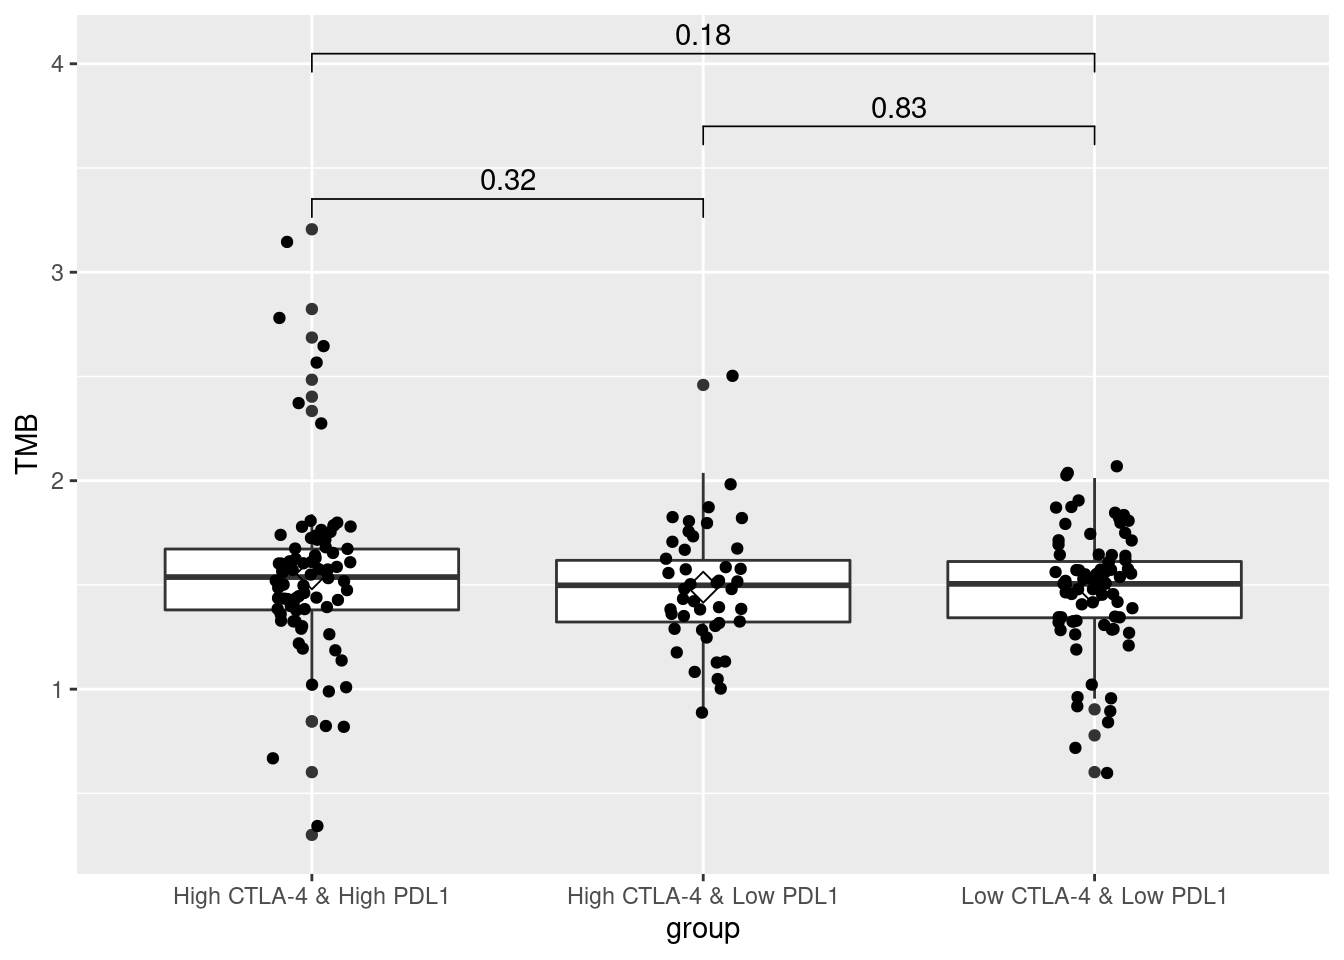 0.18
4
0.83
0.32
3
TMB
2
1
High CTLA-4 & High PDL1
High CTLA-4 & Low PDL1
Low CTLA-4 & Low PDL1
group